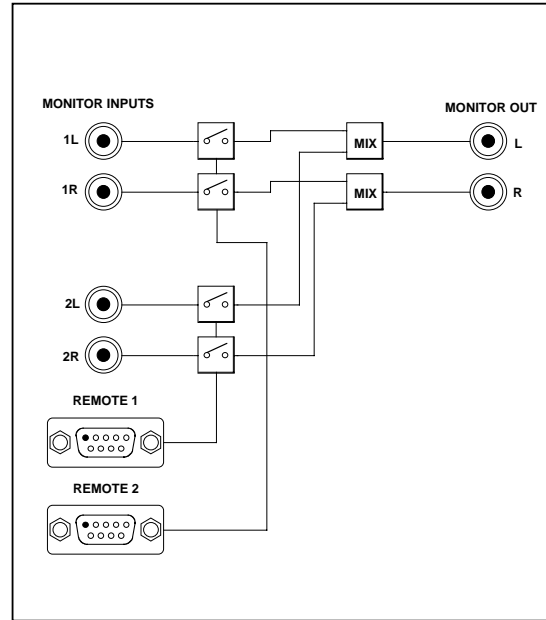 MONITOR INPUTS
MONITOR OUT
1L
MIX
L
1R
MIX
R
2L
2R
REMOTE 1
REMOTE 2